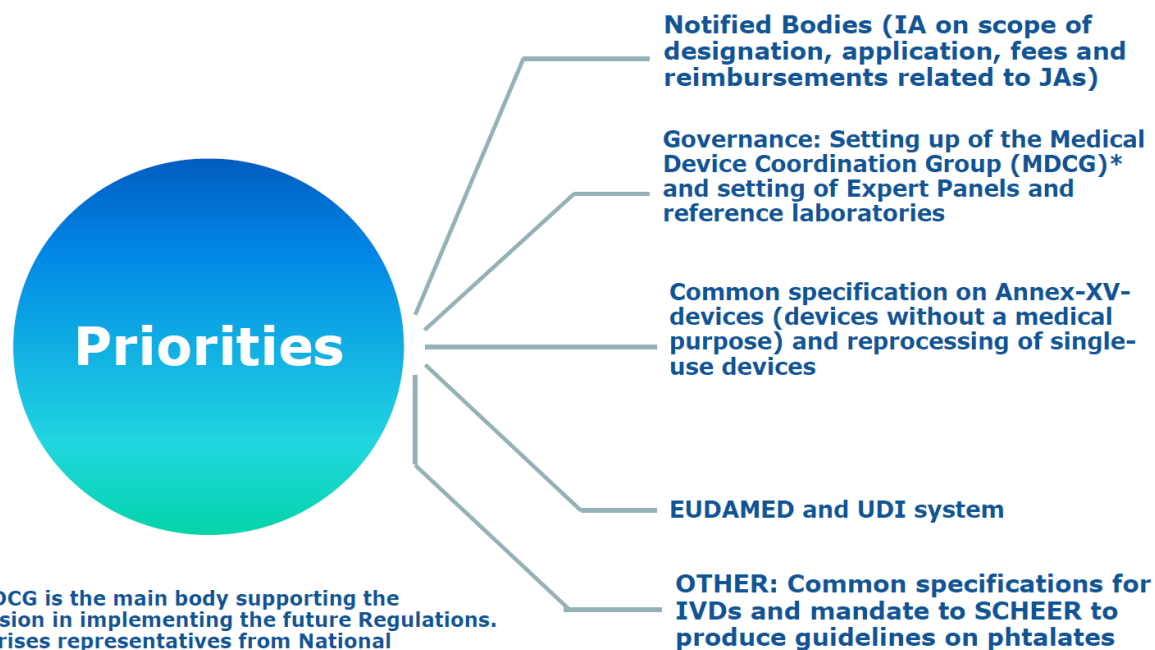 Notified Bodies (IA on scope of
designation, application, fees and
reimbursements related to JAs)
Governance: Setting up of the Medical
Device Coordination Group (MDCG)*
and setting of Expert Panels and
reference laboratories
Priorities
Common specification on Annex-XV-
devices (devices without a medical
purpose) and reprocessing of single-
use devices
EUDAMED and UDI system
OTHER: Common specifications for
IVDs and mandate to SCHEER to
produce guidelines on phtalates
is the main body supporting the
in implementing the future Regulations.
representatives from National